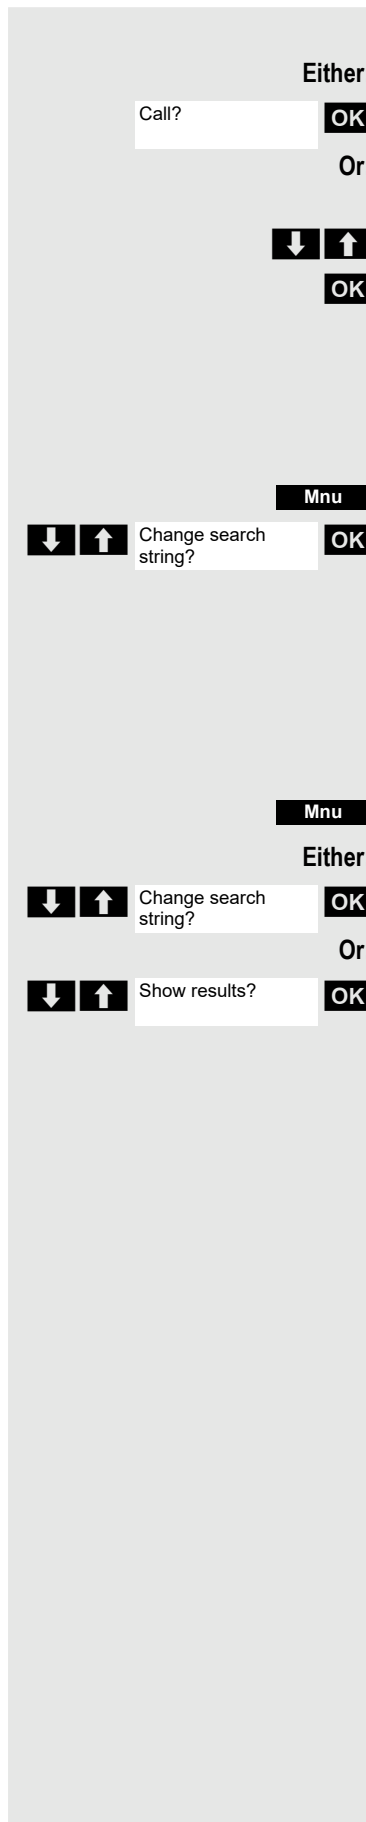 Either
Call? OK
Or
OK
Mnu
Change search OK
string?
Mnu
Either
Change search OK
string?
Or
Show results? OK